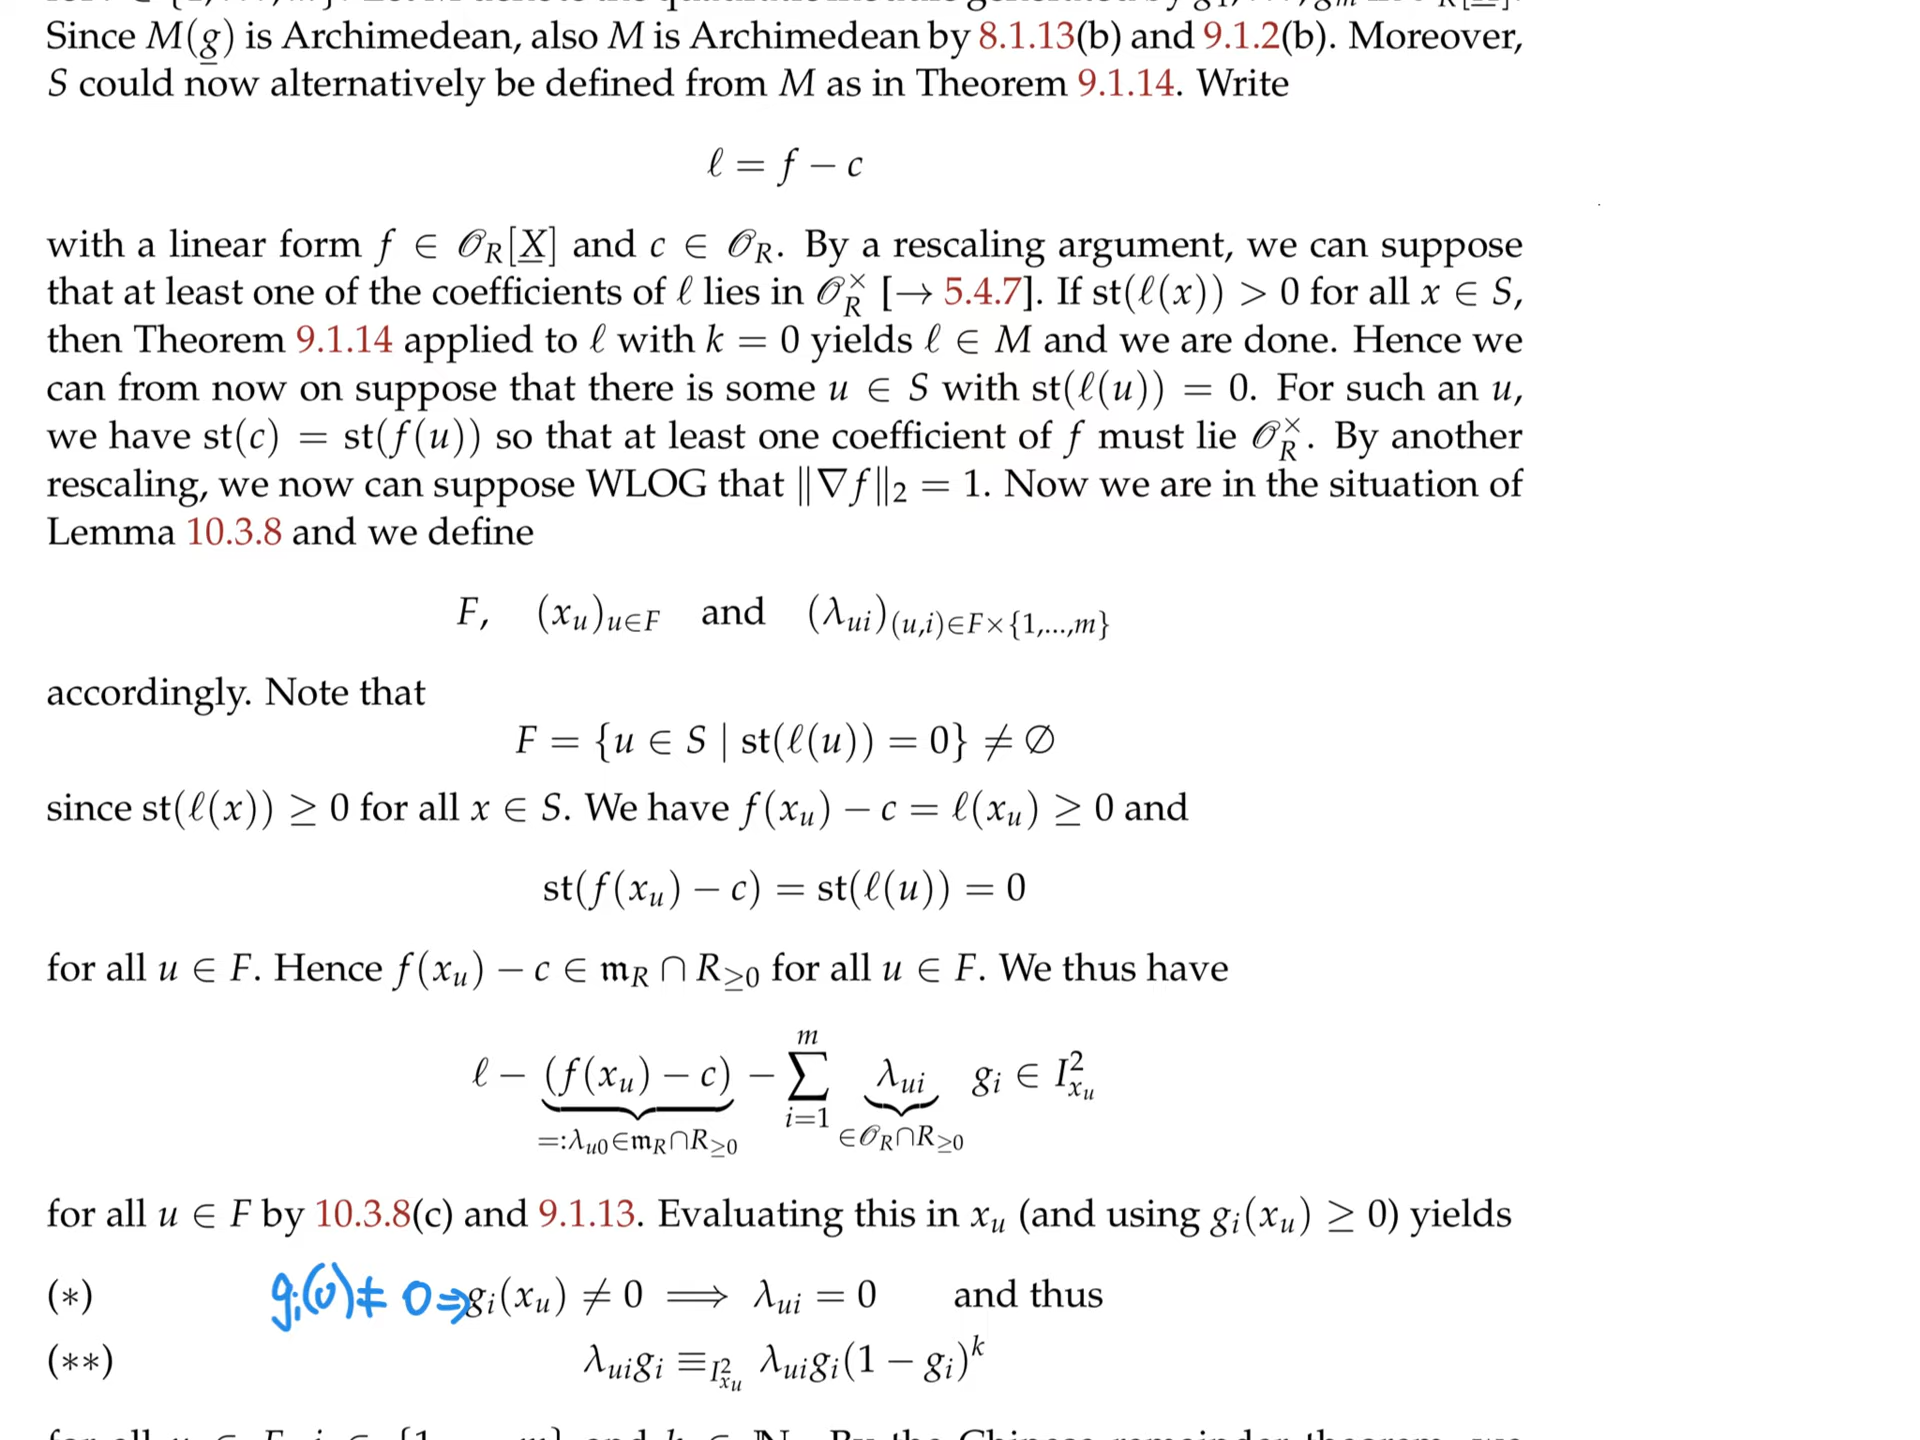 Since M(g) is Archimedean, also M is Archimedean by 8.1.13(b) and 9.1.2(b). Moreover,
S could now alternatively be defined from M as in Theorem 9.1.14. Write
ℓ = f − c
with a linear form f ∈ 𝒪_R[X] and c ∈ 𝒪_R. By a rescaling argument, we can suppose
that at least one of the coefficients of ℓ lies in 𝒪_R^× [→ 5.4.7]. If st(ℓ(x)) > 0 for all x ∈ S,
then Theorem 9.1.14 applied to ℓ with k = 0 yields ℓ ∈ M and we are done. Hence we
can from now on suppose that there is some u ∈ S with st(ℓ(u)) = 0. For such an u,
we have st(c) = st(f(u)) so that at least one coefficient of f must lie 𝒪_R^×. By another
rescaling, we now can suppose WLOG that ‖∇f‖₂ = 1. Now we are in the situation of
Lemma 10.3.8 and we define
F, (x_u)_{u∈F} and (λ_{ui})_{(u,i)∈F×{1,...,m}}
accordingly. Note that
F = {u ∈ S | st(ℓ(u)) = 0} ≠ ∅
since st(ℓ(x)) ≥ 0 for all x ∈ S. We have f(x_u) − c = ℓ(x_u) ≥ 0 and
st(f(x_u) − c) = st(ℓ(u)) = 0
for all u ∈ F. Hence f(x_u) − c ∈ 𝔪_R ∩ R_{≥0} for all u ∈ F. We thus have
ℓ − (f(x_u) − c) − ∑_{i=1}^{m} λ_{ui} g_i ∈ I_{x_u}^2
=:λ_{u0}∈𝔪_R∩R_{≥0} ∈𝒪_R∩R_{≥0}
for all u ∈ F by 10.3.8(c) and 9.1.13. Evaluating this in x_u (and using g_i(x_u) ≥ 0) yields
(∗) g_i(u) ≠ 0 ⇒ g_i(x_u) ≠ 0 ⟹ λ_{ui} = 0 and thus
(∗∗) λ_{ui}g_i ≡_{I_{x_u}^2} λ_{ui}g_i(1 − g_i)^k